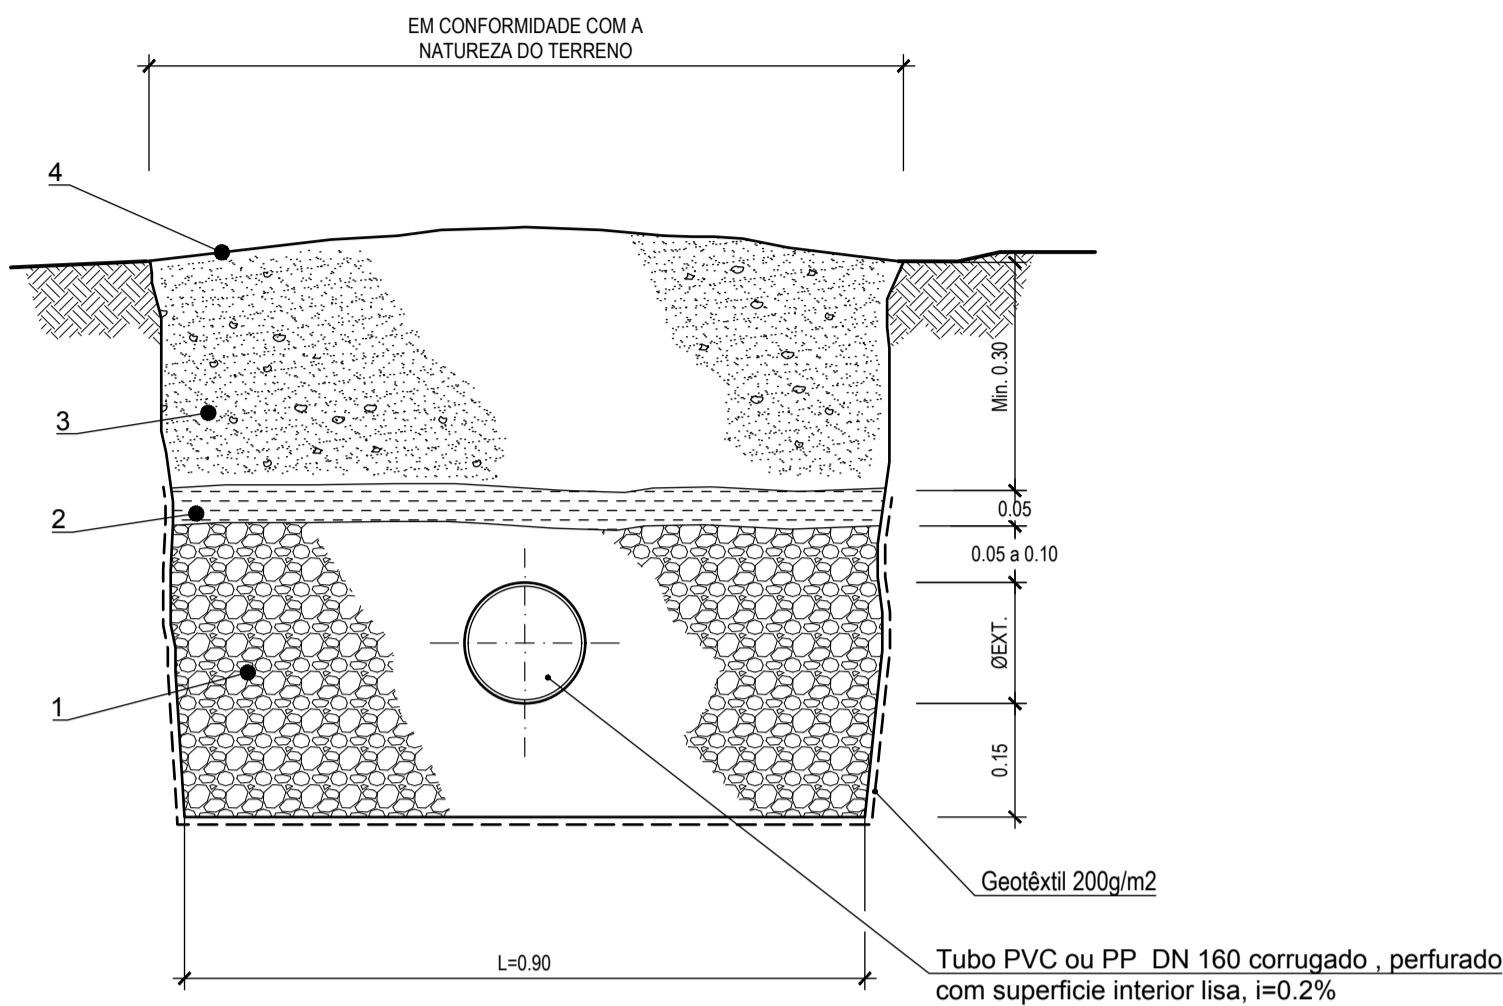 EM CONFORMIDADE COM A
NATUREZA DO TERRENO
4
3
2
1
Min. 0.30
0.05
0.05 a 0.10
ØEXT.
0.15
Geotêxtil 200g/m2
L=0.90
Tubo PVC ou PP DN 160 corrugado , perfurado
com superficie interior lisa, i=0.2%